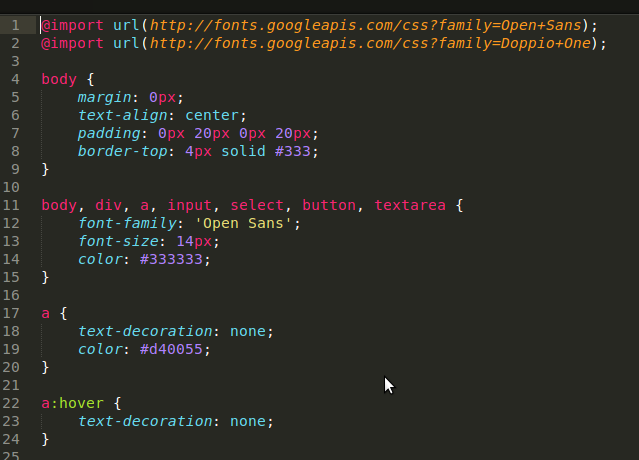 1 @import url(http://fonts.googleapis.com/css?family=Open+Sans);
2 @import url(http://fonts.googleapis.com/css?family=Doppio+One);
3
4 body {
5     margin: 0px;
6     text-align: center;
7     padding: 0px 20px 0px 20px;
8     border-top: 4px solid #333;
9 }
10
11 body, div, a, input, select, button, textarea {
12     font-family: 'Open Sans';
13     font-size: 14px;
14     color: #333333;
15 }
16
17 a {
18     text-decoration: none;
19     color: #d40055;
20 }
21
22 a:hover {
23     text-decoration: none;
24 }
25